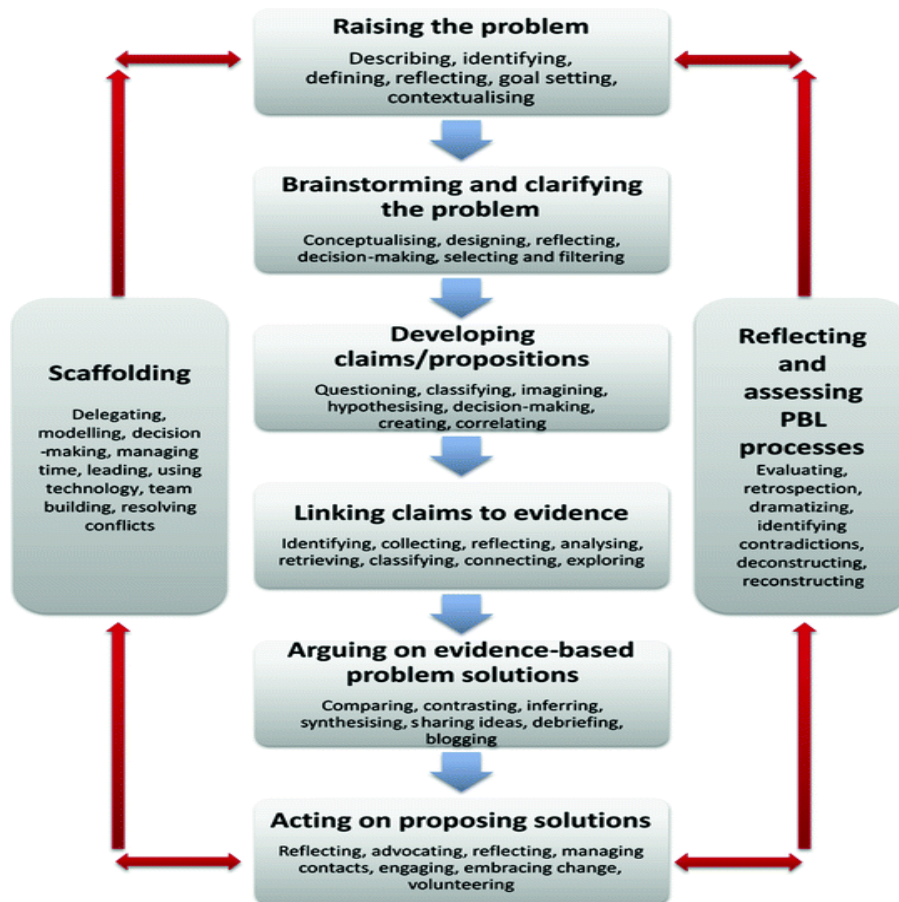 Raising the problem
Describing, identifying,
defining, reflecting, goal setting,
contextualising
Brainstorming and clarifying
the problem
Conceptualising, designing, reflecting,
decision-making, selecting and filtering
Developing
claims/propositions
Questioning, classifying, imagining,
hypothesising, decision-making,
creating, correlating
Linking claims to evidence
Identifying, collecting, reflecting, analysing,
retrieving, classifying, connecting, exploring
Arguing on evidence-based
problem solutions
Comparing, contrasting, inferring,
synthesising, sharing ideas, debriefing,
blogging
Acting on proposing solutions
Reflecting, advocating, reflecting, managing
contacts, engaging, embracing change,
volunteering
Scaffolding
Delegating,
modelling, decision
-making, managing
time, leading, using
technology, team
building, resolving
conflicts
Reflecting
and
assessing
PBL
processes
Evaluating,
retrospection,
dramatizing,
identifying
contradictions,
deconstructing,
reconstructing